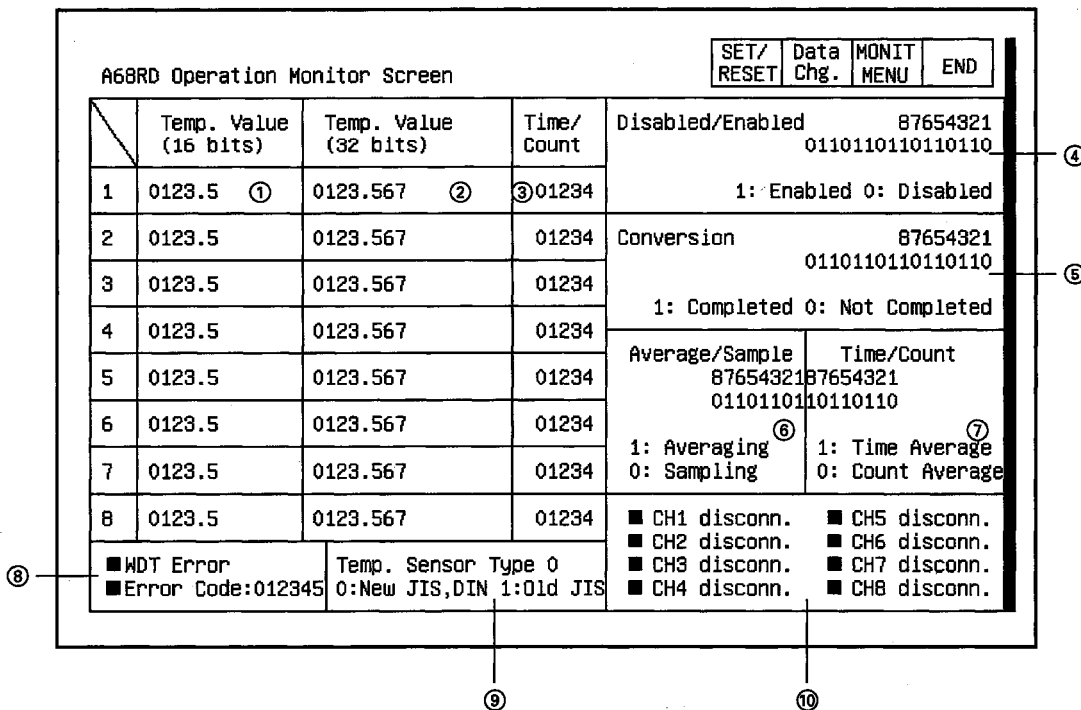 A68RD Operation Monitor Screen
SET/ RESET
Data Chg.
MONIT MENU
END
Temp. Value (16 bits)
Temp. Value (32 bits)
Time/ Count
1 0123.5 ① 0123.567 ② ③ 01234
2 0123.5 0123.567 01234
3 0123.5 0123.567 01234
4 0123.5 0123.567 01234
5 0123.5 0123.567 01234
6 0123.5 0123.567 01234
7 0123.5 0123.567 01234
8 0123.5 0123.567 01234
Disabled/Enabled 87654321
0110110110110110
④
1: Enabled 0: Disabled
Conversion 87654321
0110110110110110
⑤
1: Completed 0: Not Completed
Average/Sample Time/Count
8765432187654321
0110110110110110
⑥ ⑦
1: Averaging 1: Time Average
0: Sampling 0: Count Average
■WDT Error
■Error Code:012345
⑧
Temp. Sensor Type 0
0:New JIS,DIN 1:Old JIS
■ CH1 disconn. ■ CH5 disconn.
■ CH2 disconn. ■ CH6 disconn.
■ CH3 disconn. ■ CH7 disconn.
■ CH4 disconn. ■ CH8 disconn.
⑨ ⑩